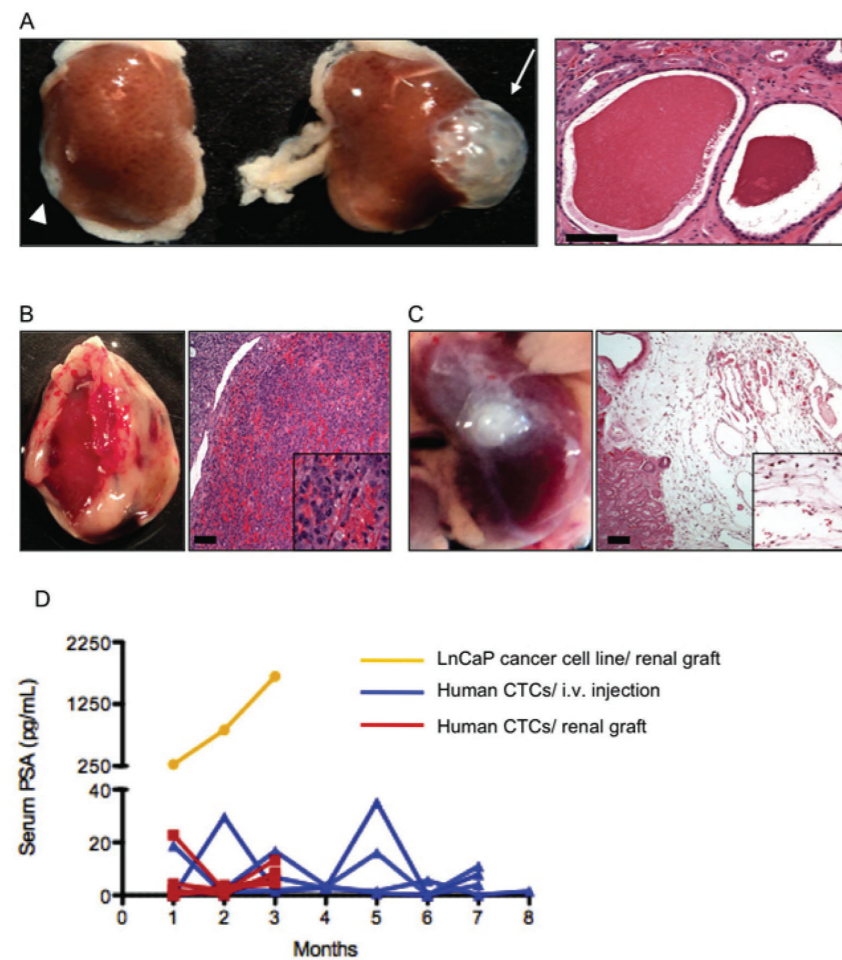 A
B
C
D
2250
1250
250
40
20
0
Serum PSA (pg/mL)
LnCaP cancer cell line/ renal graft
Human CTCs/ i.v. injection
Human CTCs/ renal graft
0 1 2 3 4 5 6 7 8
Months